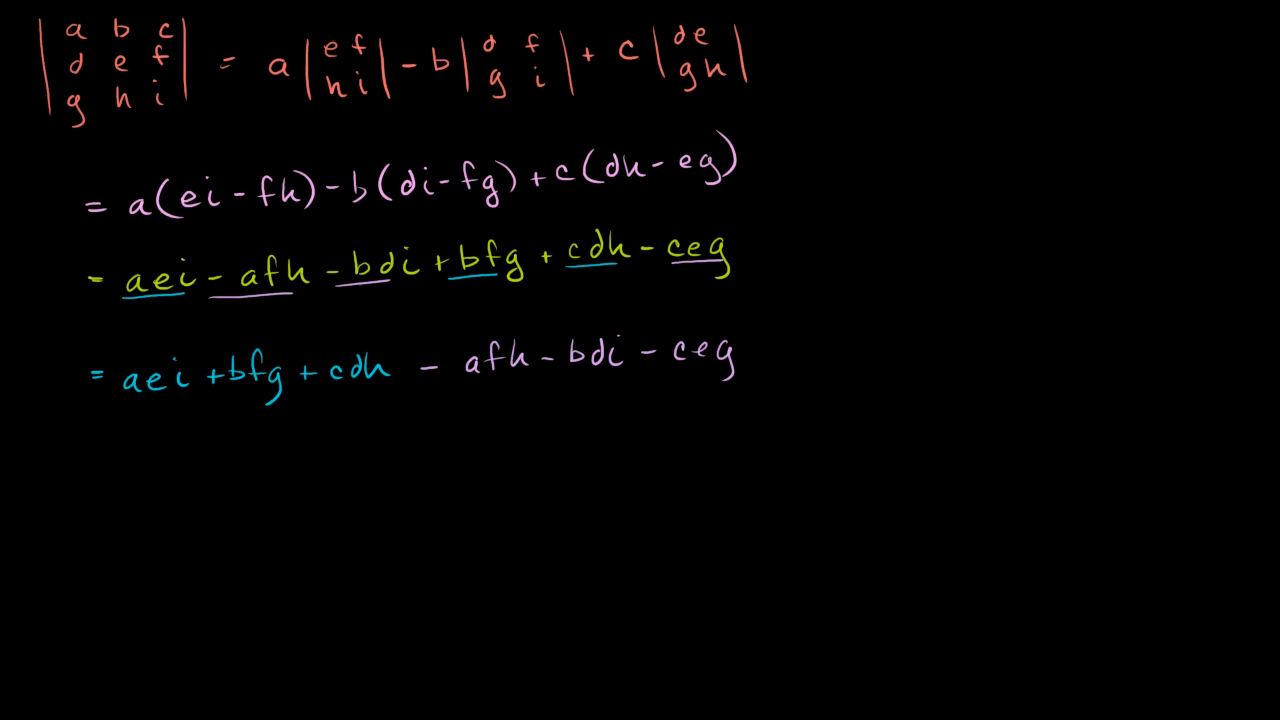 | a b c |
| d e f | = a | e f | - b | d f | + c | d e |
| g h i | | h i | | g i | | g h |
= a(ei - fh) - b(di - fg) + c(dh - eg)
= aei - afh - bdi + bfg + cdh - ceg
= aei + bfg + cdh - afh - bdi - ceg